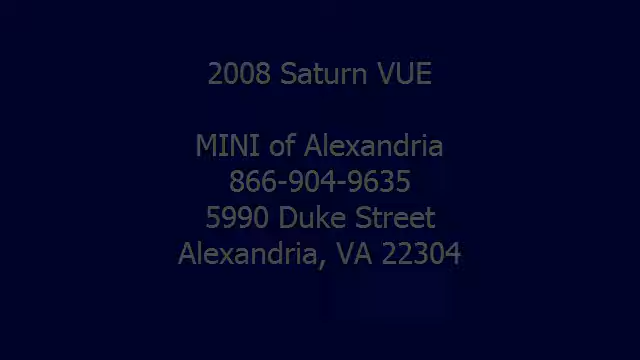 2008 Saturn VUE
MINI of Alexandria
866-904-9635
5990 Duke Street
Alexandria, VA 22304